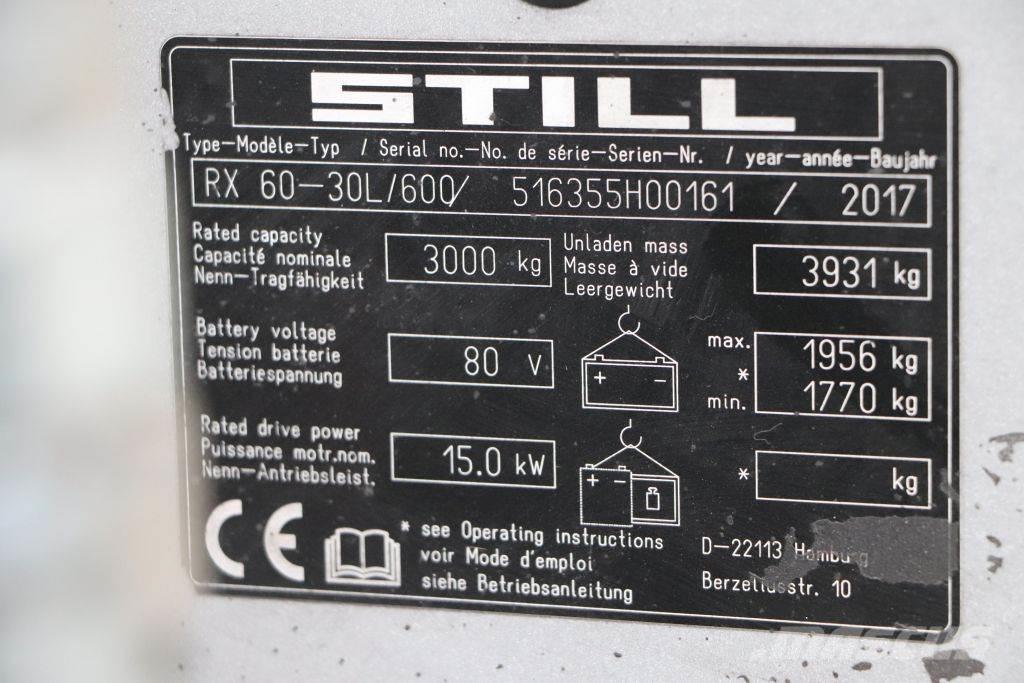 STILL
Type-Modèle-Typ / Serial no.-No. de série-Serien-Nr. / year-année-Baujahr
RX 60-30L/600/ 516355H00161 / 2017
Rated capacity
Capacité nominale
Nenn-Tragfähigkeit
3000 kg
Unladen mass
Masse à vide
Leergewicht
3931 kg
Battery voltage
Tension batterie
Batteriespannung
80 V
+ -
max.
*
min.
1956 kg
1770 kg
Rated drive power
Puissance motr.nom.
Nenn-Antriebsleist.
15.0 kW
+ -
* kg
CE
* see Operating instructions
voir Mode d'emploi
siehe Betriebsanleitung
D-22113 Hamburg
Berzeliusstr. 10
MASCUS